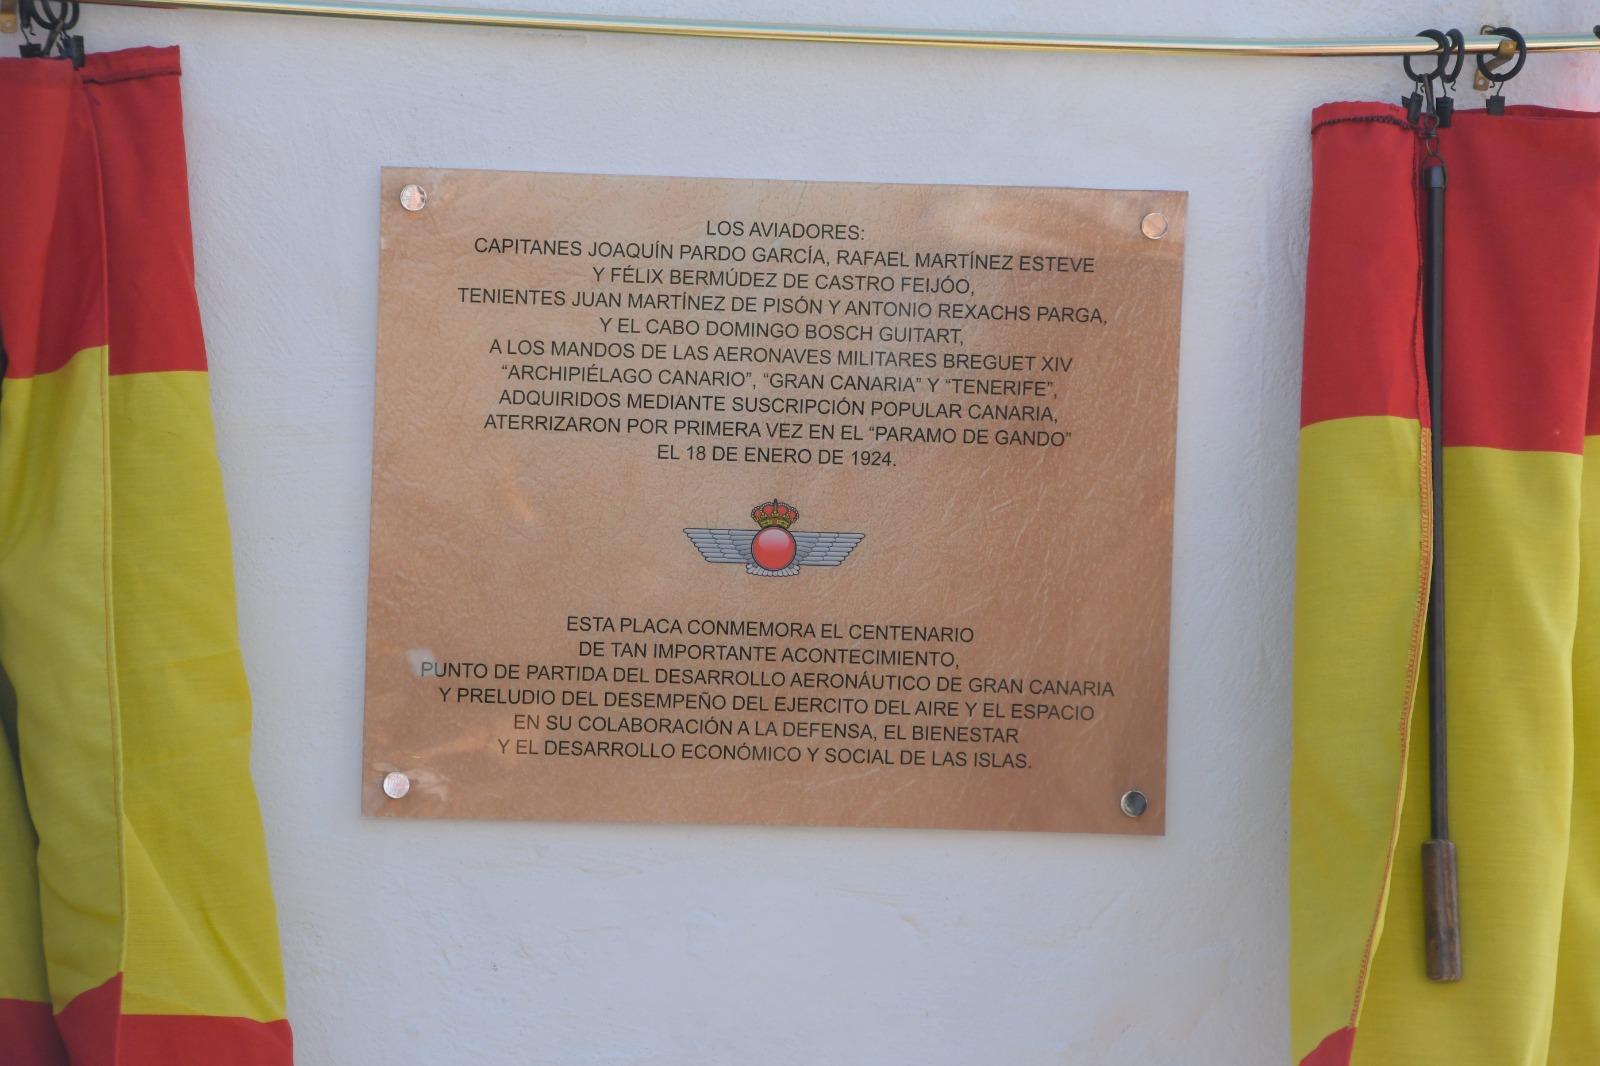 LOS AVIADORES:
CAPITANES JOAQUÍN PARDO GARCÍA, RAFAEL MARTÍNEZ ESTEVE
Y FÉLIX BERMÚDEZ DE CASTRO FEIJÓO,
TENIENTES JUAN MARTÍNEZ DE PISÓN Y ANTONIO REXACHS PARGA,
Y EL CABO DOMINGO BOSCH GUITART,
A LOS MANDOS DE LAS AERONAVES MILITARES BREGUET XIV
“ARCHIPIÉLAGO CANARIO”, “GRAN CANARIA” Y “TENERIFE”,
ADQUIRIDOS MEDIANTE SUSCRIPCIÓN POPULAR CANARIA,
ATERRIZARON POR PRIMERA VEZ EN EL “PARAMO DE GANDO”
EL 18 DE ENERO DE 1924.
ESTA PLACA CONMEMORA EL CENTENARIO
DE TAN IMPORTANTE ACONTECIMIENTO,
PUNTO DE PARTIDA DEL DESARROLLO AERONÁUTICO DE GRAN CANARIA
Y PRELUDIO DEL DESEMPEÑO DEL EJERCITO DEL AIRE Y EL ESPACIO
EN SU COLABORACIÓN A LA DEFENSA, EL BIENESTAR
Y EL DESARROLLO ECONÓMICO Y SOCIAL DE LAS ISLAS.